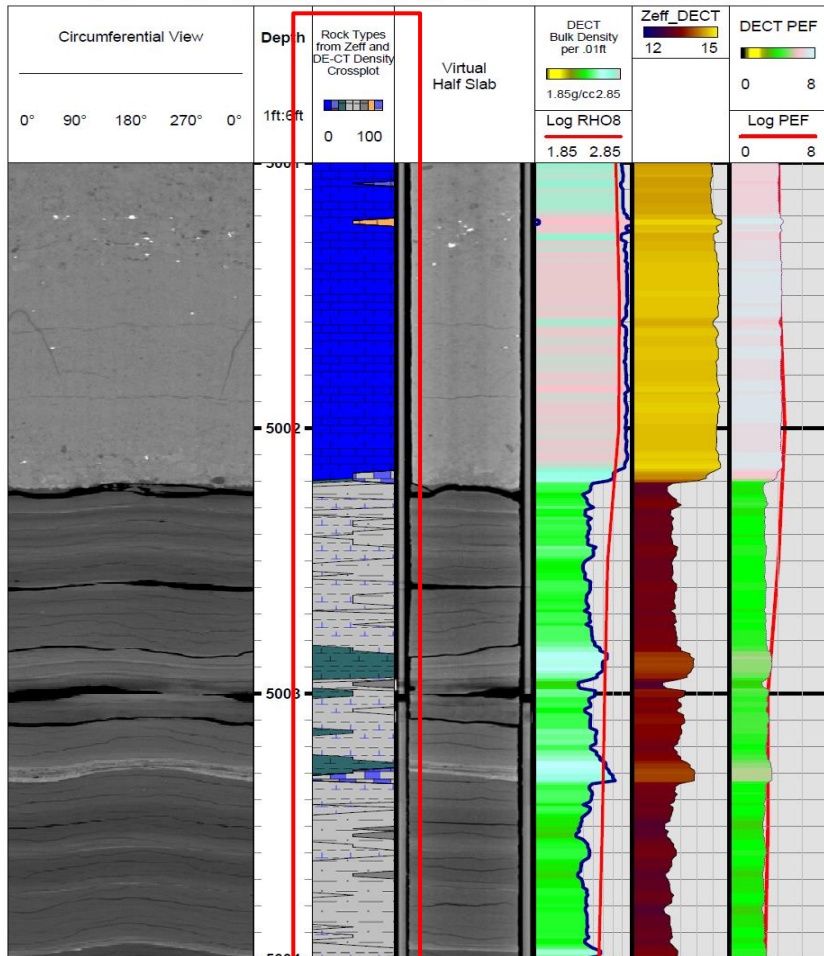 Circumferential View
0° 90° 180° 270° 0°
Depth
1ft:6ft
Rock Types
from Zeff and
DE-CT Density
Crossplot
0 100
Virtual
Half Slab
DECT
Bulk Density
per .01ft
1.85g/cc2.85
Log RHO8
1.85 2.85
Zeff_DECT
12 15
DECT PEF
0 8
Log PEF
0 8
5002
5003